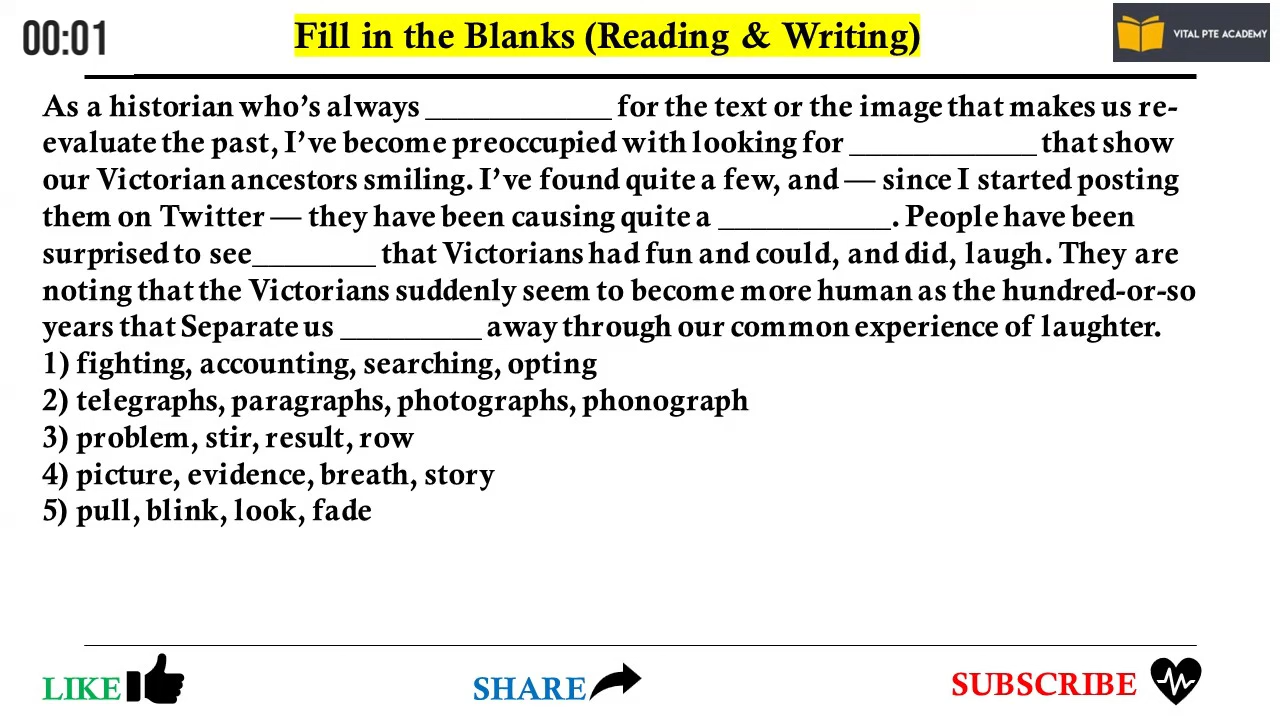 00:01
Fill in the Blanks (Reading & Writing)
VITAL PTE ACADEMY
As a historian who's always ____________ for the text or the image that makes us re-
evaluate the past, I've become preoccupied with looking for ____________ that show
our Victorian ancestors smiling. I've found quite a few, and — since I started posting
them on Twitter — they have been causing quite a ___________. People have been
surprised to see________ that Victorians had fun and could, and did, laugh. They are
noting that the Victorians suddenly seem to become more human as the hundred-or-so
years that Separate us _________ away through our common experience of laughter.
1) fighting, accounting, searching, opting
2) telegraphs, paragraphs, photographs, phonograph
3) problem, stir, result, row
4) picture, evidence, breath, story
5) pull, blink, look, fade
LIKE
SHARE
SUBSCRIBE